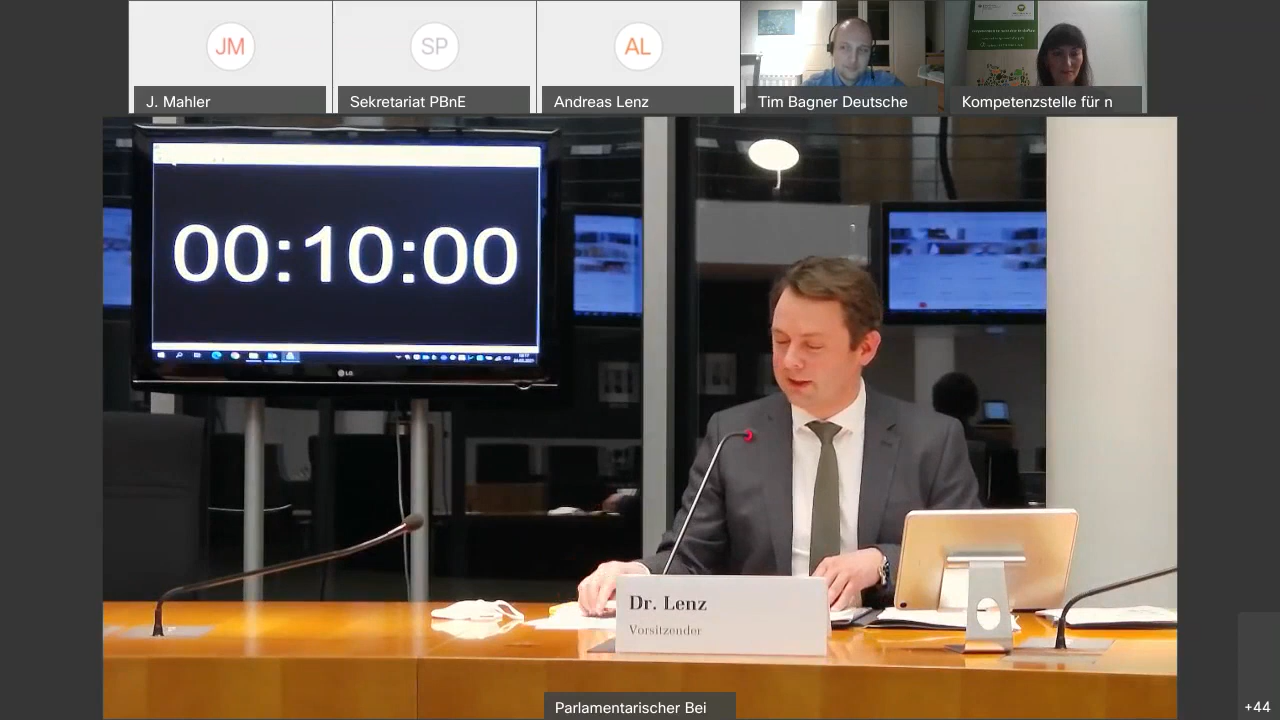 JM
SP
AL
J. Mahler
Sekretariat PBnE
Andreas Lenz
Tim Bagner Deutsche
Kompetenzstelle für n
00:10:00
LG
Dr. Lenz
Vorsitzender
Parlamentarischer Bei
+44